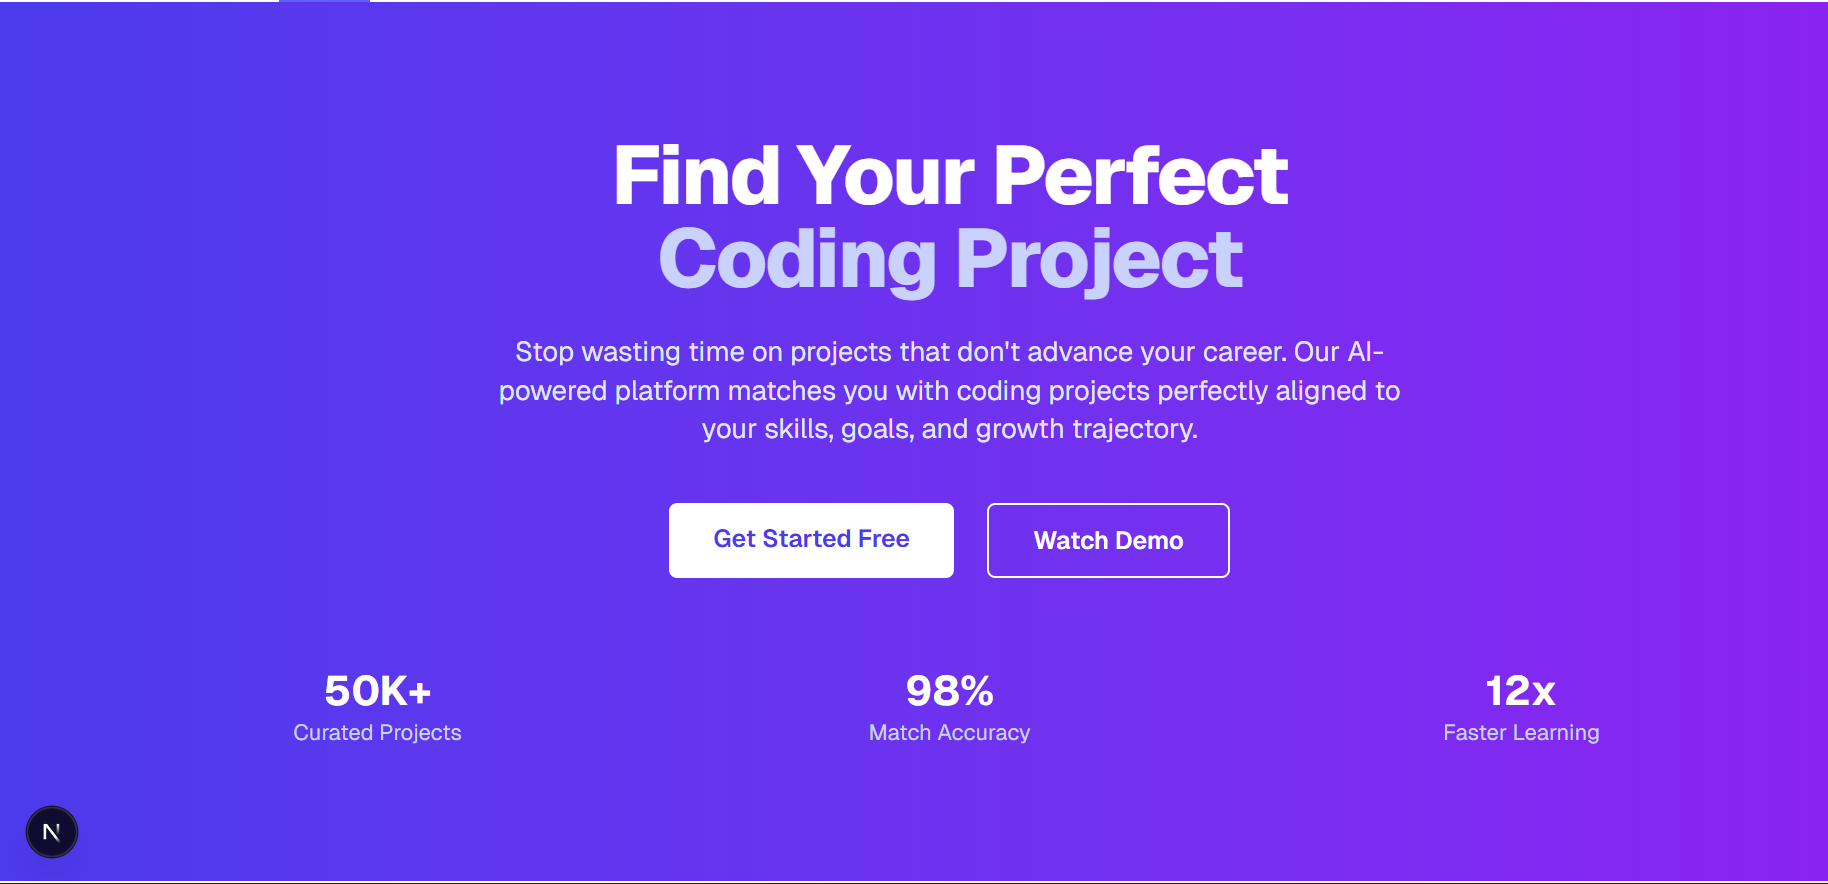 Find Your Perfect
Coding Project
Stop wasting time on projects that don't advance your career. Our AI-
powered platform matches you with coding projects perfectly aligned to
your skills, goals, and growth trajectory.
Get Started Free
Watch Demo
50K+
98%
12x
Curated Projects
Match Accuracy
Faster Learning
N